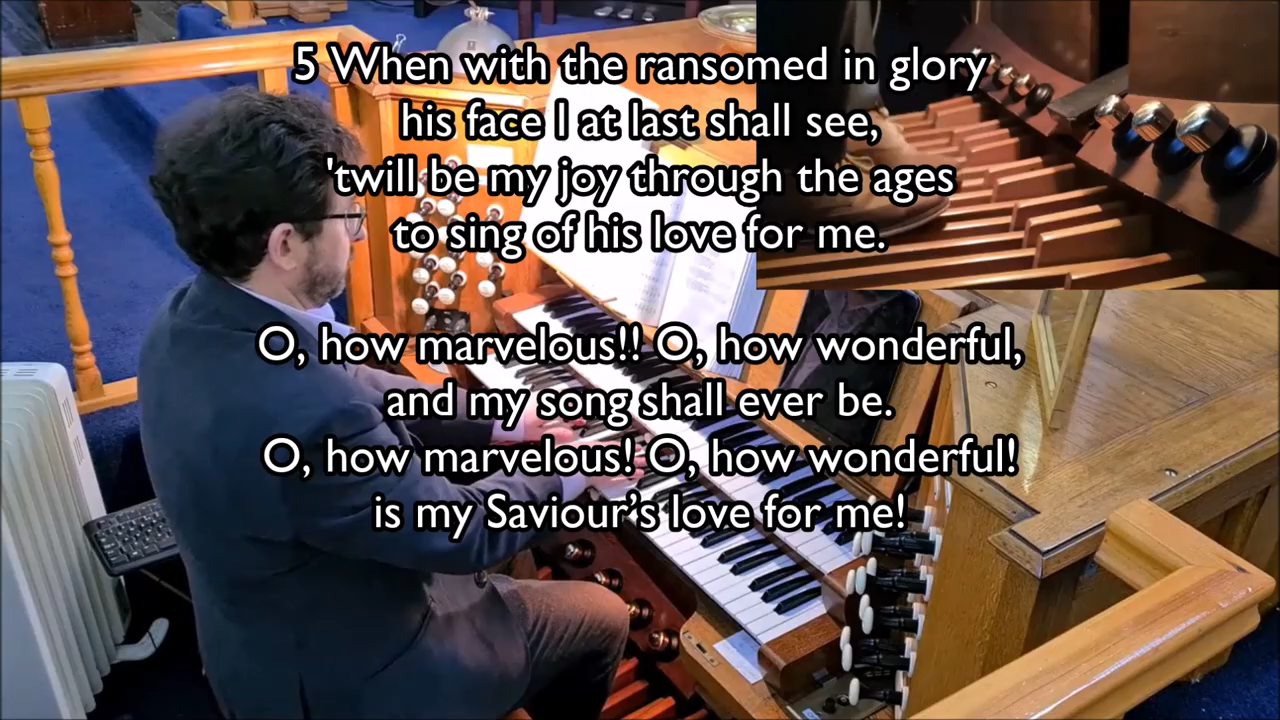 5 When with the ransomed in glory
his face I at last shall see,
'twill be my joy through the ages
to sing of his love for me.
O, how marvelous!! O, how wonderful,
and my song shall ever be.
O, how marvelous! O, how wonderful!
is my Saviour's love for me!